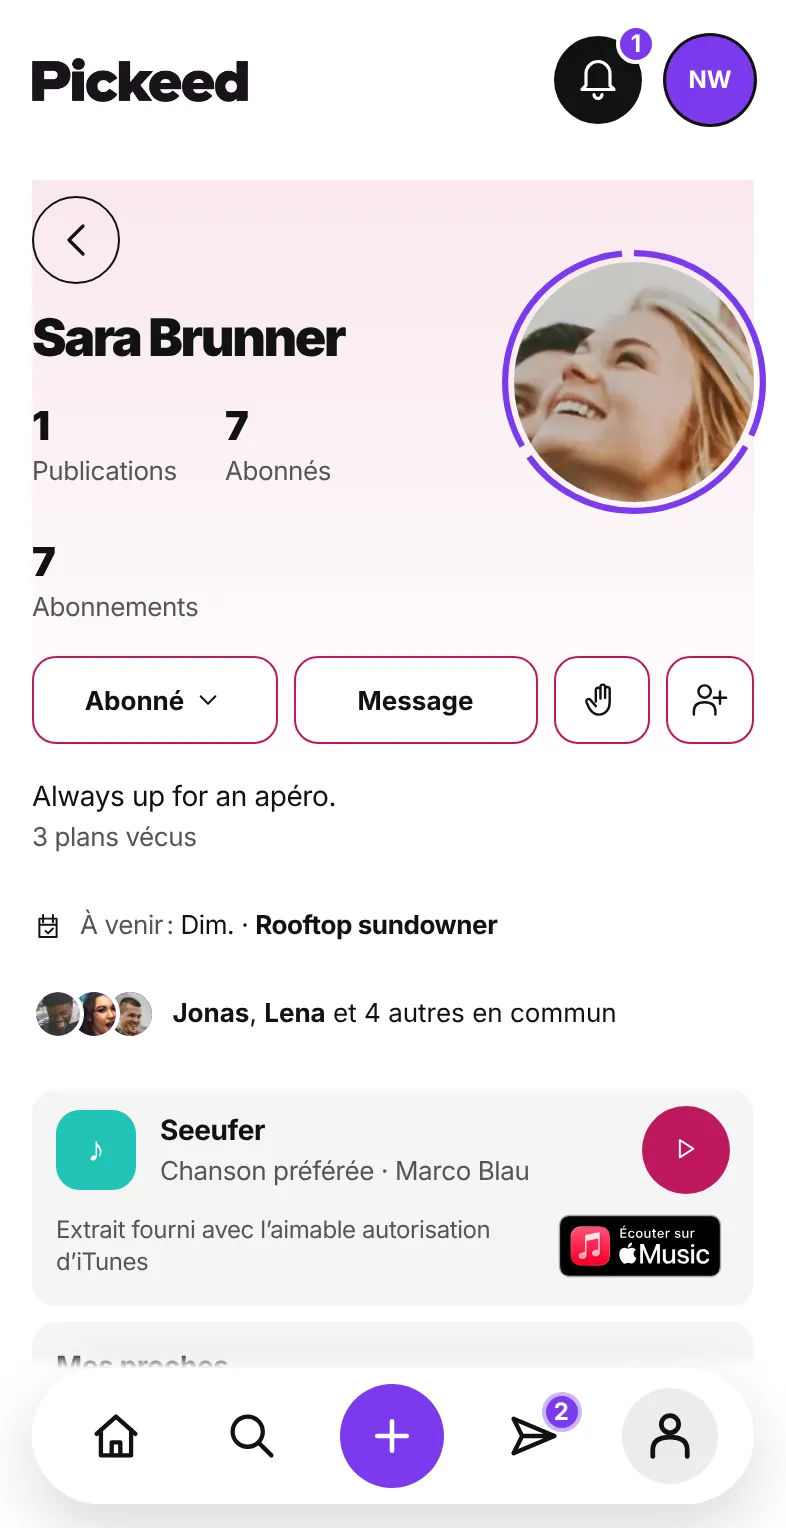 Pickeed
1
NW
Sara Brunner
1
Publications
7
Abonnés
7
Abonnements
Abonné
Message
Always up for an apéro.
3 plans vécus
À venir : Dim. · Rooftop sundowner
Jonas, Lena et 4 autres en commun
Seeufer
Chanson préférée · Marco Blau
Extrait fourni avec l’aimable autorisation
d’iTunes
Écouter sur
Music
Mes proches
2